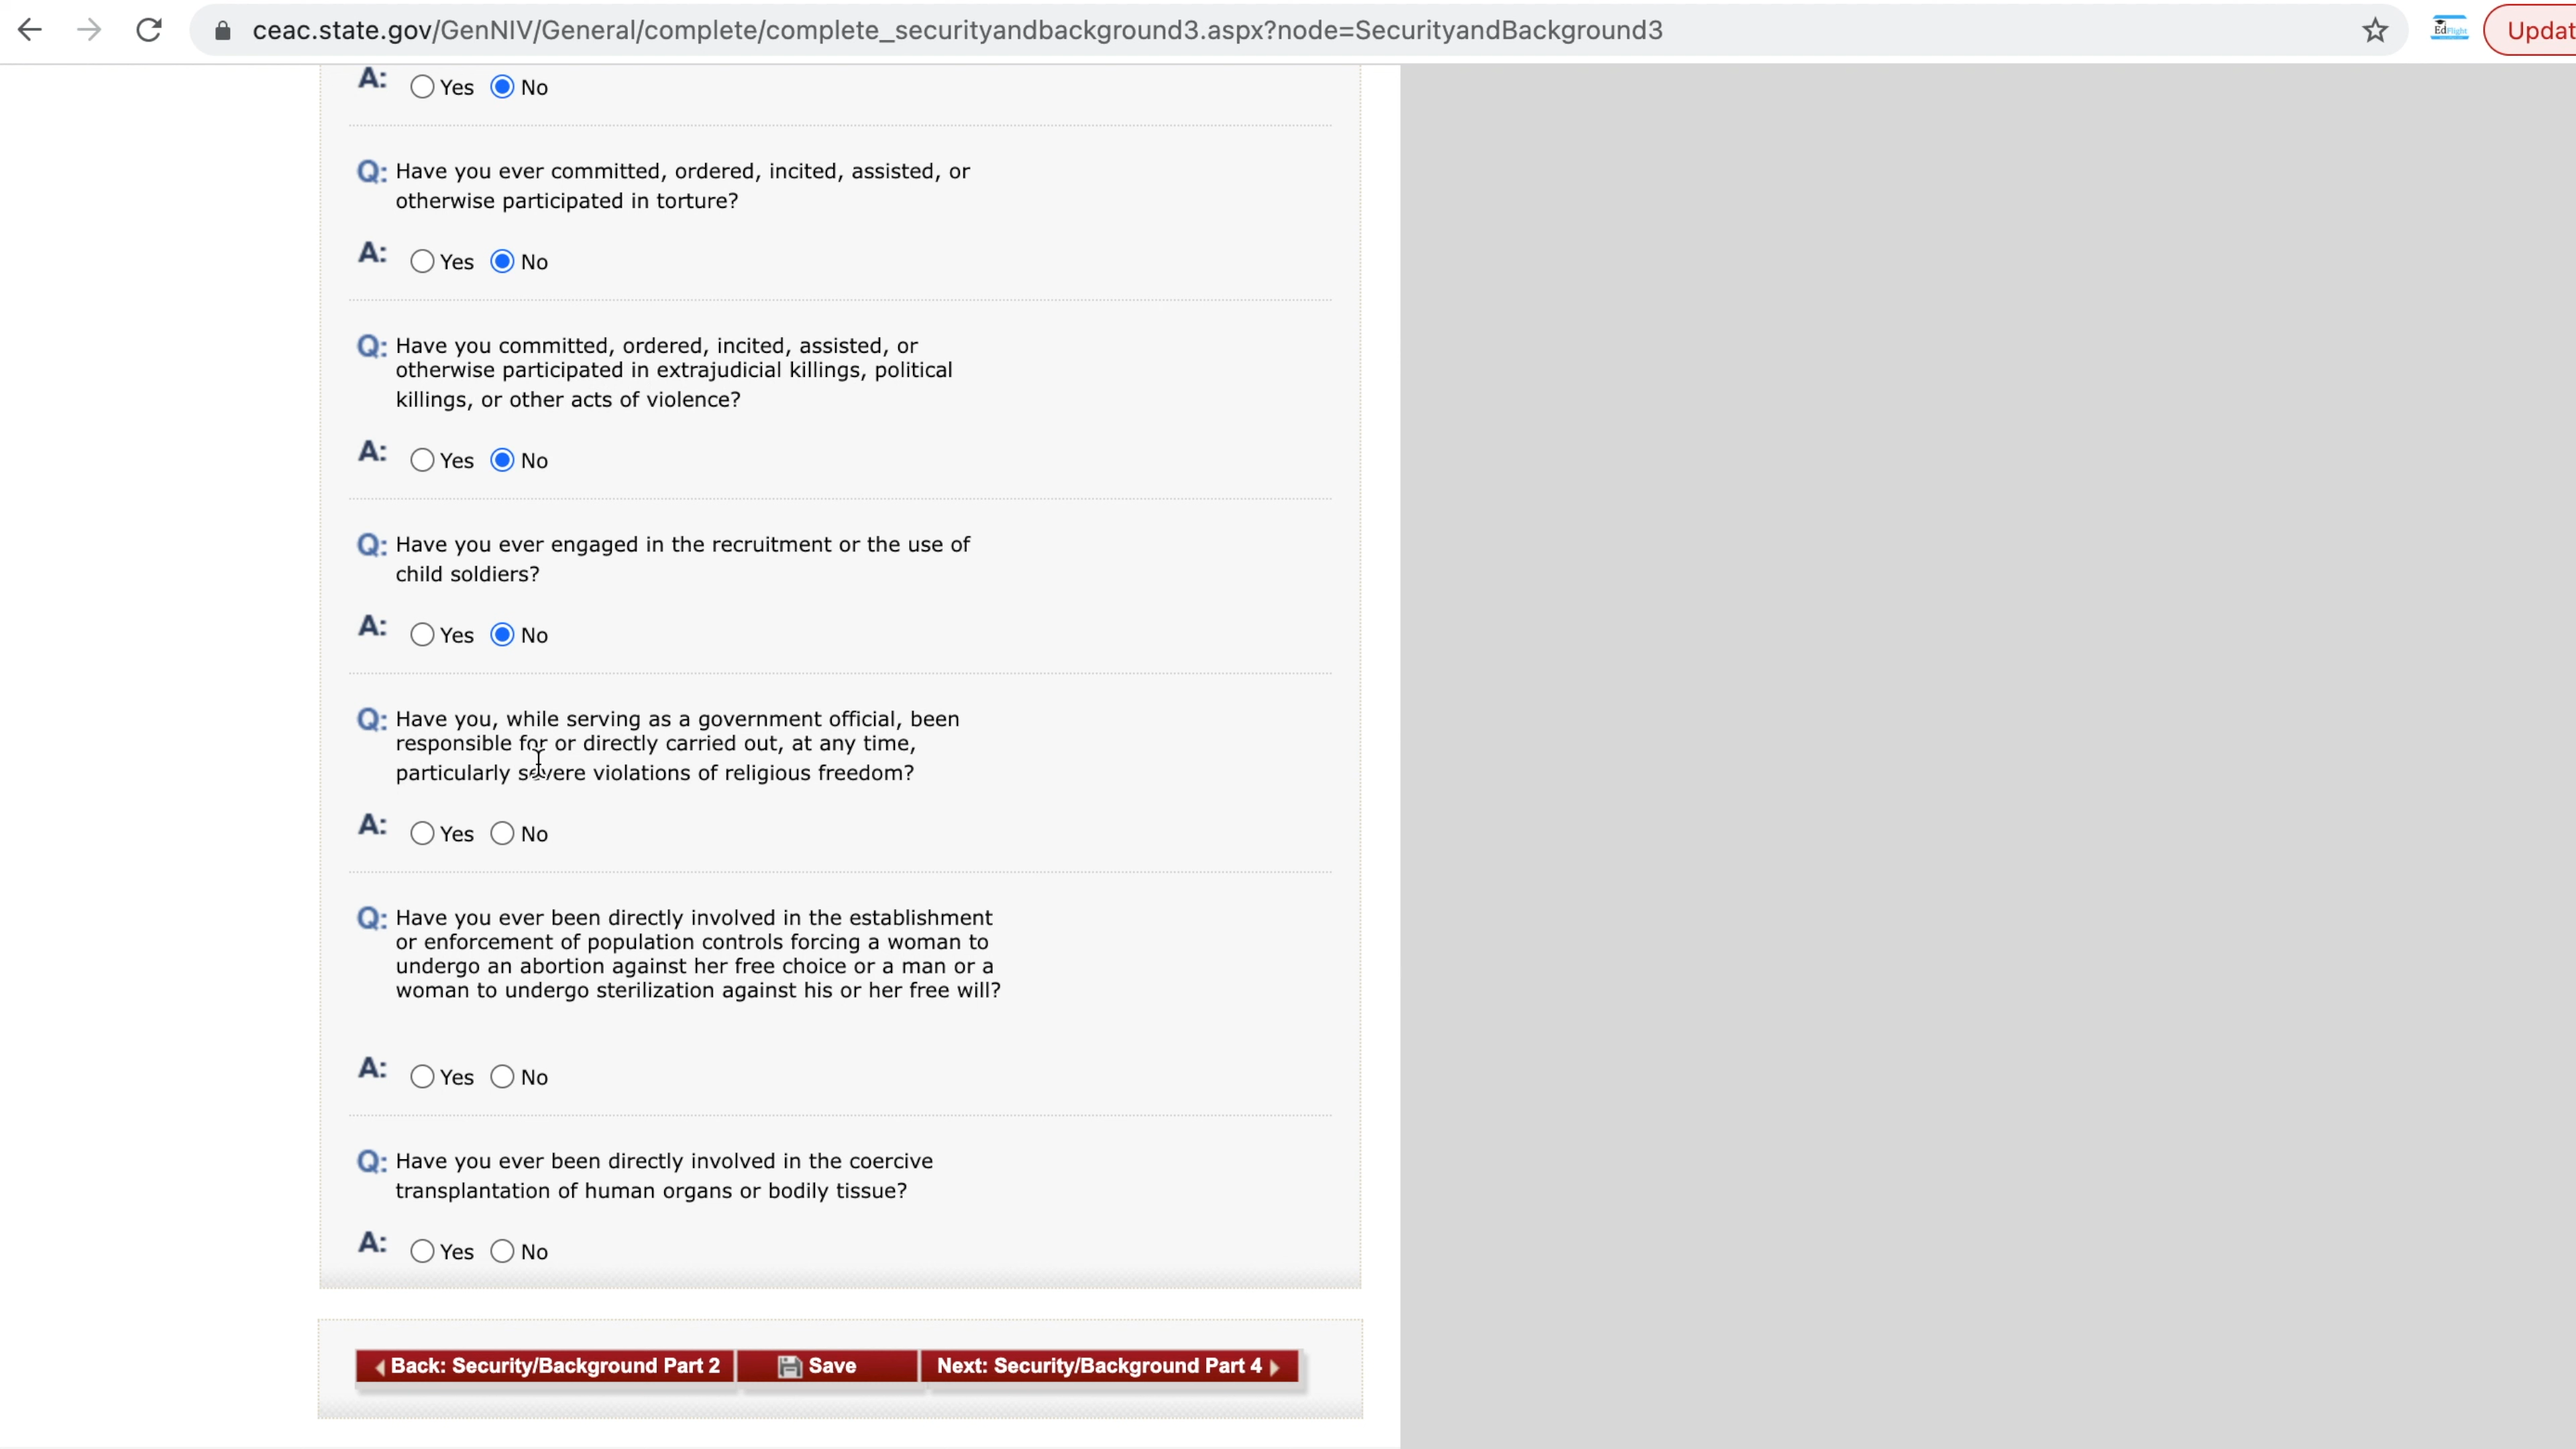 ceac.state.gov/GenNIV/General/complete/complete_securityandbackground3.aspx?node=SecurityandBackground3
EdFlight
Updat
A: Yes No
Q: Have you ever committed, ordered, incited, assisted, or
otherwise participated in torture?
A: Yes No
Q: Have you committed, ordered, incited, assisted, or
otherwise participated in extrajudicial killings, political
killings, or other acts of violence?
A: Yes No
Q: Have you ever engaged in the recruitment or the use of
child soldiers?
A: Yes No
Q: Have you, while serving as a government official, been
responsible for or directly carried out, at any time,
particularly severe violations of religious freedom?
A: Yes No
Q: Have you ever been directly involved in the establishment
or enforcement of population controls forcing a woman to
undergo an abortion against her free choice or a man or a
woman to undergo sterilization against his or her free will?
A: Yes No
Q: Have you ever been directly involved in the coercive
transplantation of human organs or bodily tissue?
A: Yes No
Back: Security/Background Part 2
Save
Next: Security/Background Part 4